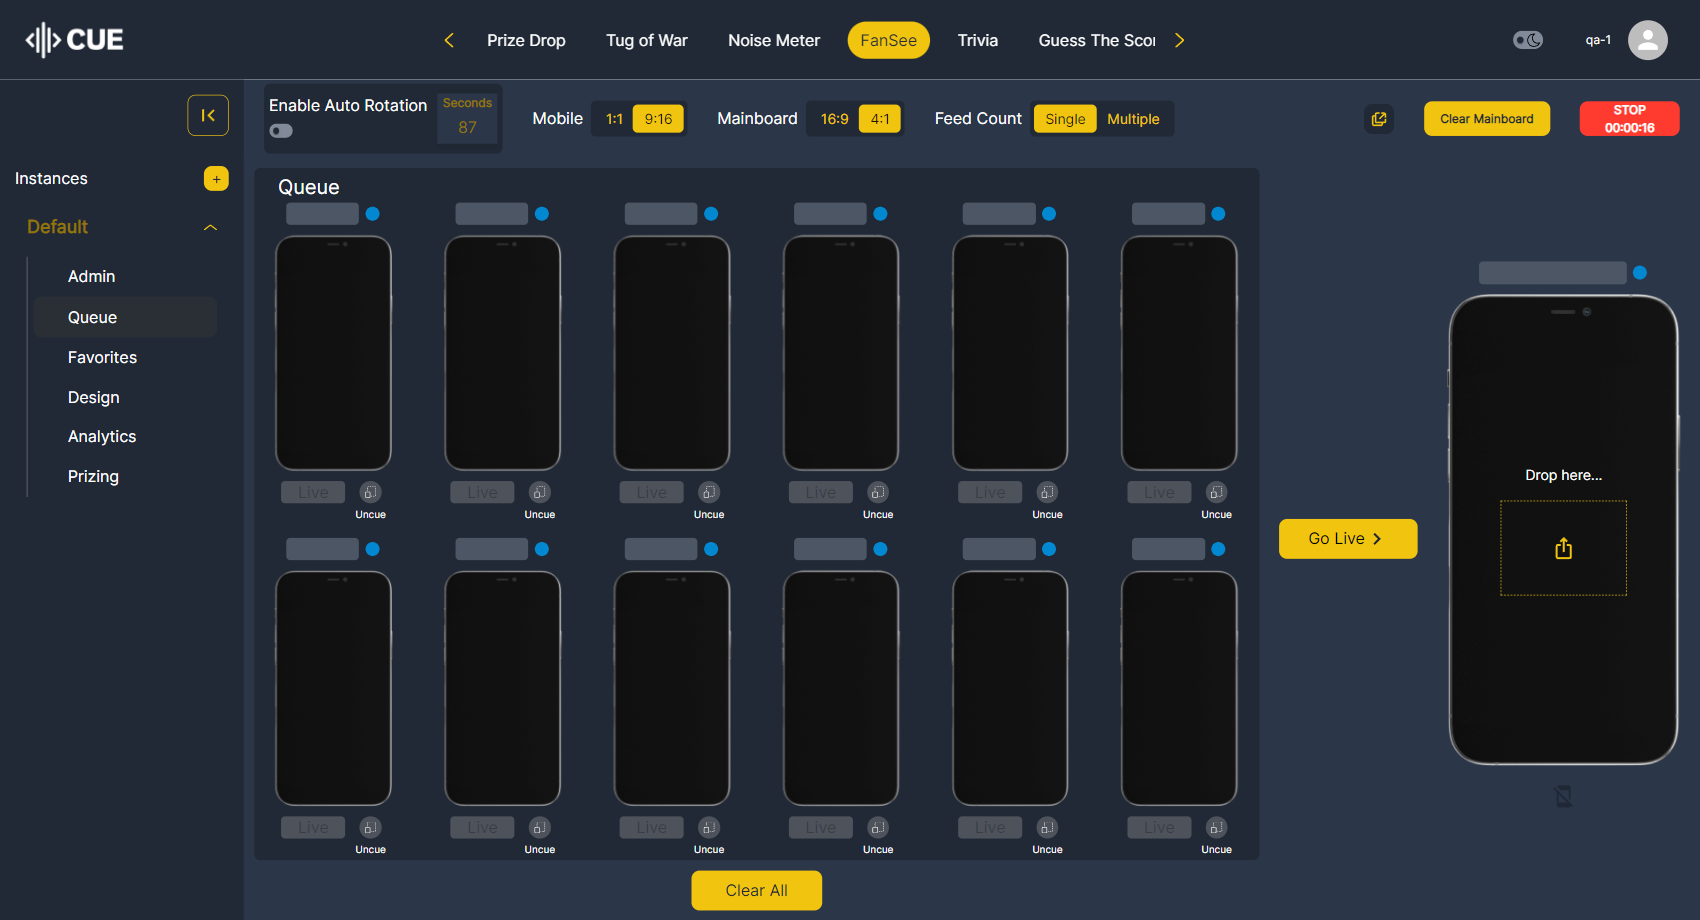 CUE
Prize Drop
Tug of War
Noise Meter
FanSee
Trivia
Guess The Scor
qa-1
Enable Auto Rotation
Seconds
87
Mobile
1:1
9:16
Mainboard
16:9
4:1
Feed Count
Single
Multiple
Clear Mainboard
STOP
00:00:16
Instances
+
Default
Admin
Queue
Favorites
Design
Analytics
Prizing
Queue
Live
Uncue
Live
Uncue
Live
Uncue
Live
Uncue
Live
Uncue
Live
Uncue
Live
Uncue
Live
Uncue
Live
Uncue
Live
Uncue
Live
Uncue
Live
Uncue
Go Live
Drop here...
Clear All